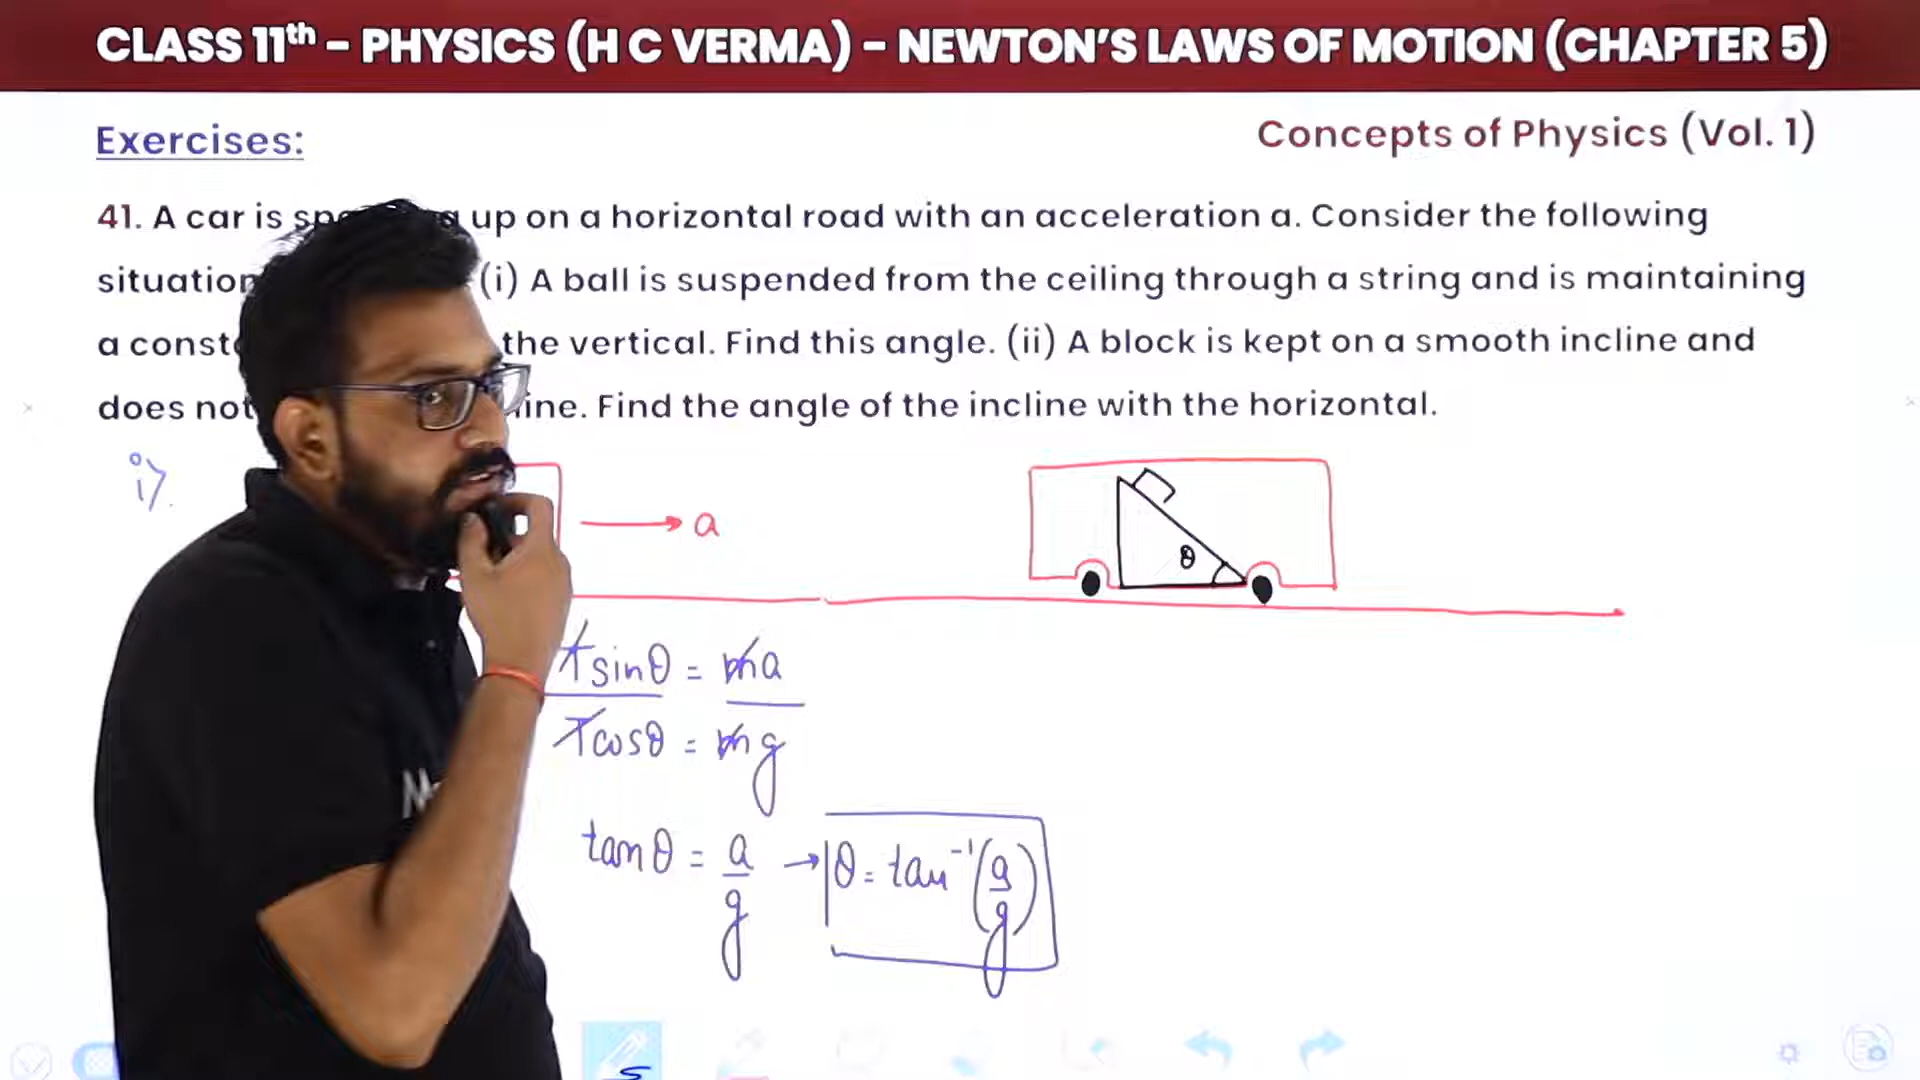 CLASS 11th – PHYSICS (H C VERMA) – NEWTON'S LAWS OF MOTION (CHAPTER 5)
Exercises:
Concepts of Physics (Vol. 1)
41. A car is up on a horizontal road with an acceleration a. Consider the following
situation (i) A ball is suspended from the ceiling through a string and is maintaining
a const the vertical. Find this angle. (ii) A block is kept on a smooth incline and
does not line. Find the angle of the incline with the horizontal.
i)
a
θ
T sinθ = ma
T cosθ = mg
tanθ = a/g → θ = tan⁻¹(a/g)